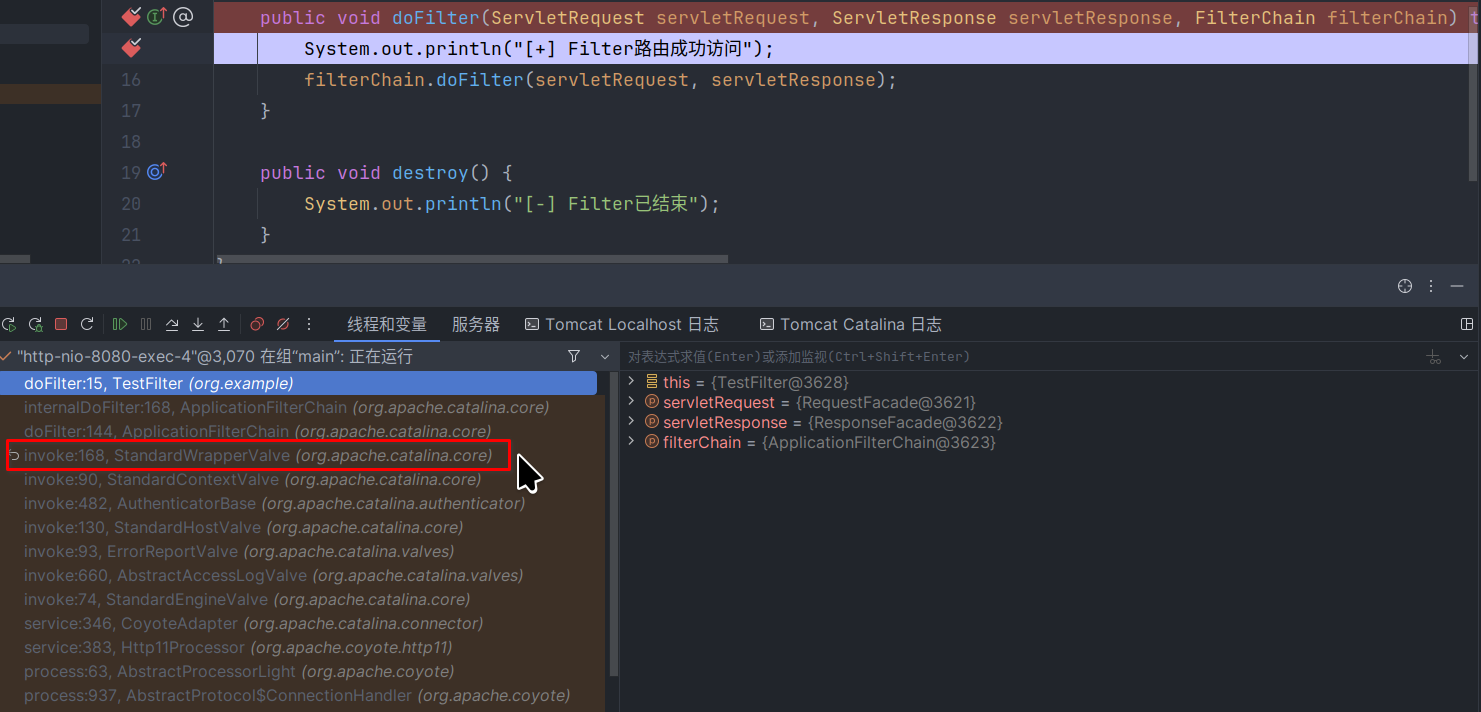 public void doFilter(ServletRequest servletRequest, ServletResponse servletResponse, FilterChain filterChain) t
System.out.println("[+] Filter路由成功访问");
16 filterChain.doFilter(servletRequest, servletResponse);
17 }
18
19 public void destroy() {
20 System.out.println("[-] Filter已结束");
21 }
线程和变量 服务器 Tomcat Localhost 日志 Tomcat Catalina 日志
"http-nio-8080-exec-4"@3,070 在组"main": 正在运行
对表达式求值(Enter)或添加监视(Ctrl+Shift+Enter)
doFilter:15, TestFilter (org.example)
internalDoFilter:168, ApplicationFilterChain (org.apache.catalina.core)
doFilter:144, ApplicationFilterChain (org.apache.catalina.core)
invoke:168, StandardWrapperValve (org.apache.catalina.core)
invoke:90, StandardContextValve (org.apache.catalina.core)
invoke:482, AuthenticatorBase (org.apache.catalina.authenticator)
invoke:130, StandardHostValve (org.apache.catalina.core)
invoke:93, ErrorReportValve (org.apache.catalina.valves)
invoke:660, AbstractAccessLogValve (org.apache.catalina.valves)
invoke:74, StandardEngineValve (org.apache.catalina.core)
service:346, CoyoteAdapter (org.apache.catalina.connector)
service:383, Http11Processor (org.apache.coyote.http11)
process:63, AbstractProcessorLight (org.apache.coyote)
process:937, AbstractProtocol$ConnectionHandler (org.apache.coyote)
this = {TestFilter@3628}
servletRequest = {RequestFacade@3621}
servletResponse = {ResponseFacade@3622}
filterChain = {ApplicationFilterChain@3623}